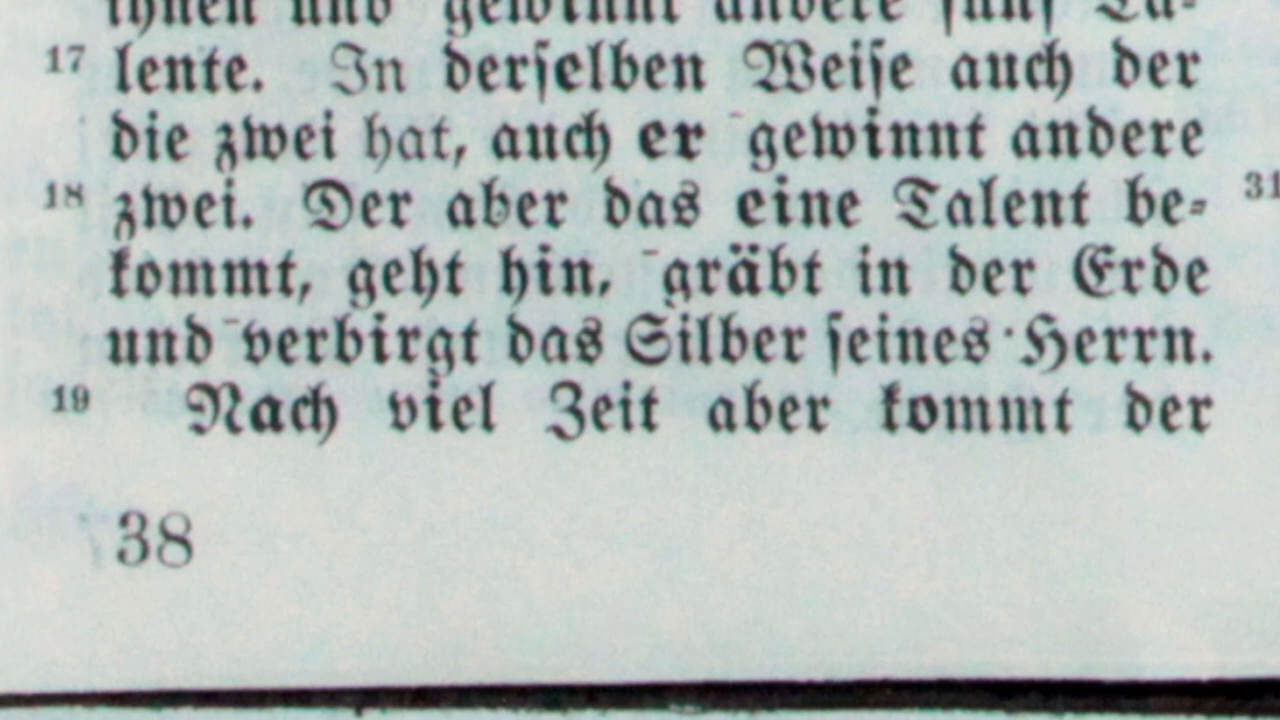 ihnen und ¯gewinnt andere fünf Ta-
17 lente. In derselben Weise auch der
die zwei hat, auch er ¯gewinnt andere
18 zwei. Der aber das eine Talent be- 31
kommt, geht hin, ¯gräbt in der Erde
und ¯verbirgt das Silber seines ·Herrn.
19 Nach viel Zeit aber kommt der
38